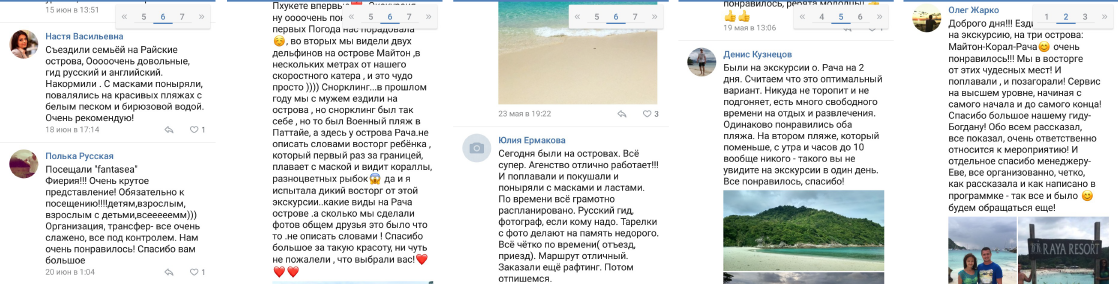 15 июн в 13:51
« 5 6 7 »
Настя Васильевна
Съездили семьёй на Райские
острова, Ооооочень довольные,
гид русский и английский.
Накормили . С масками поныряли,
повалялись на красивых пляжах с
белым песком и бирюзовой водой.
Очень рекомендую!
18 июн в 17:14
1
Полька Русская
Посещали "fantasea"
Фиерия!!! Очень крутое
представление! Обязательно к
посещению!!!!детям,взрослым,
взрослым с детьми,всеееееем)))
Организация, трансфер- все очень
слажено, все под контролем. Нам
очень понравилось! Спасибо вам
большое
20 июн в 1:04
1
« 5 6 7 »
Пхукете впервые
ну оооочень
первых Погода нас порадовала
😌, во вторых мы видели двух
дельфинов на острове Майтон ,в
нескольких метрах от нашего
скоростного катера , и это чудо
просто )))) Снорклинг...в прошлом
году мы с мужем ездили на
острова , но снорклинг был так
себе , но то был Военный пляж в
Паттайе, а здесь у острова Рача.не
описать словами восторг ребёнка ,
который первый раз за границей,
плавает с маской и видит кораллы,
разноцветных рыбок😱 да и я
испытала дикий восторг от этой
экскурсии..какие виды на Рача
острове .а сколько мы сделали
фотов общем друзья это было что
то .не описать словами ! Спасибо
большое за такую красоту, ни чуть
не пожалели , что выбрали вас!❤️
❤️❤️
« 5 6 7 »
23 мая в 19:22
3
Юлия Ермакова
Сегодня были на островах. Всё
супер. Агенство отлично работает!!!
И поплавали и покушали и
поныряли с масками и ластами.
По времени всё грамотно
распланировано. Русский гид,
фотограф, если кому надо. Тарелки
с фото делают на память недорого.
Всё чётко по времени( отъезд,
приезд). Маршрут отличный.
Заказали ещё рафтинг. Потом
отпишемся.
понравилось, ребята молодцы!
👍👍
19 мая в 13:06
« 4 5 6 »
Денис Кузнецов
Были на экскурсии о. Рача на 2
дня. Считаем что это оптимальный
вариант. Никуда не торопит и не
подгоняет, есть много свободного
времени на отдых и развлечения.
Одинаково понравились оба
пляжа. На втором пляже, который
поменьше, с утра и часов до 10
вообще никого - такого вы не
увидите на экскурсии в один день.
Все понравилось, спасибо!
« 1 2 3 »
Олег Жарко
Доброго дня!!! Езди
на экскурсию, на три острова:
Майтон-Корал-Рача😊 очень
понравилось!!! Мы в восторге
от этих чудесных мест! И
поплавали , и позагорали! Сервис
на высшем уровне, начиная с
самого начала и до самого конца!
Спасибо большое нашему гиду-
Богдану! Обо всем рассказал,
все показал, очень ответственно
относится к мероприятию! И
отдельное спасибо менеджеру-
Еве, все организованно, четко,
как рассказала и как написано в
программке - так все и было 😊
будем обращаться еще!
RAYA RESORT